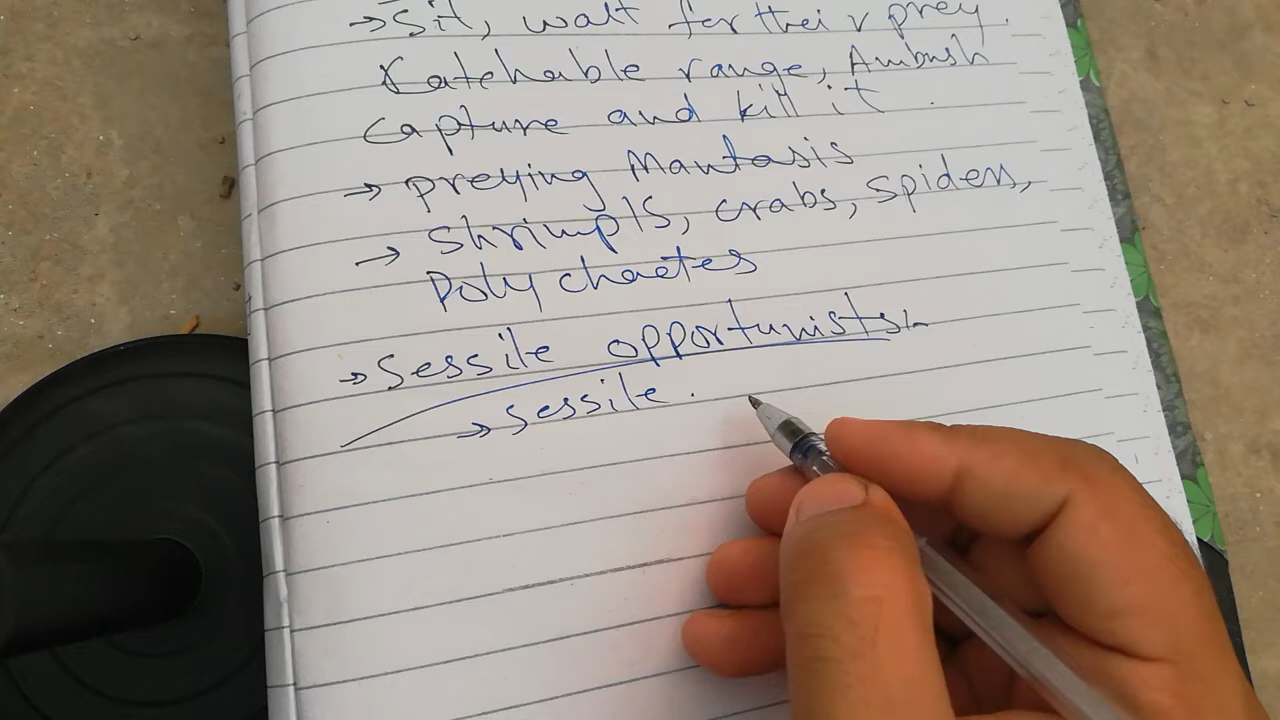 → Sit, wait for their prey.
Catchable range, Ambush
capture and kill it
→ preying Mantasis
→ Shrimpls, crabs, spiders,
Poly chaetes
→ Sessile opportunists:-
→ Sessile.